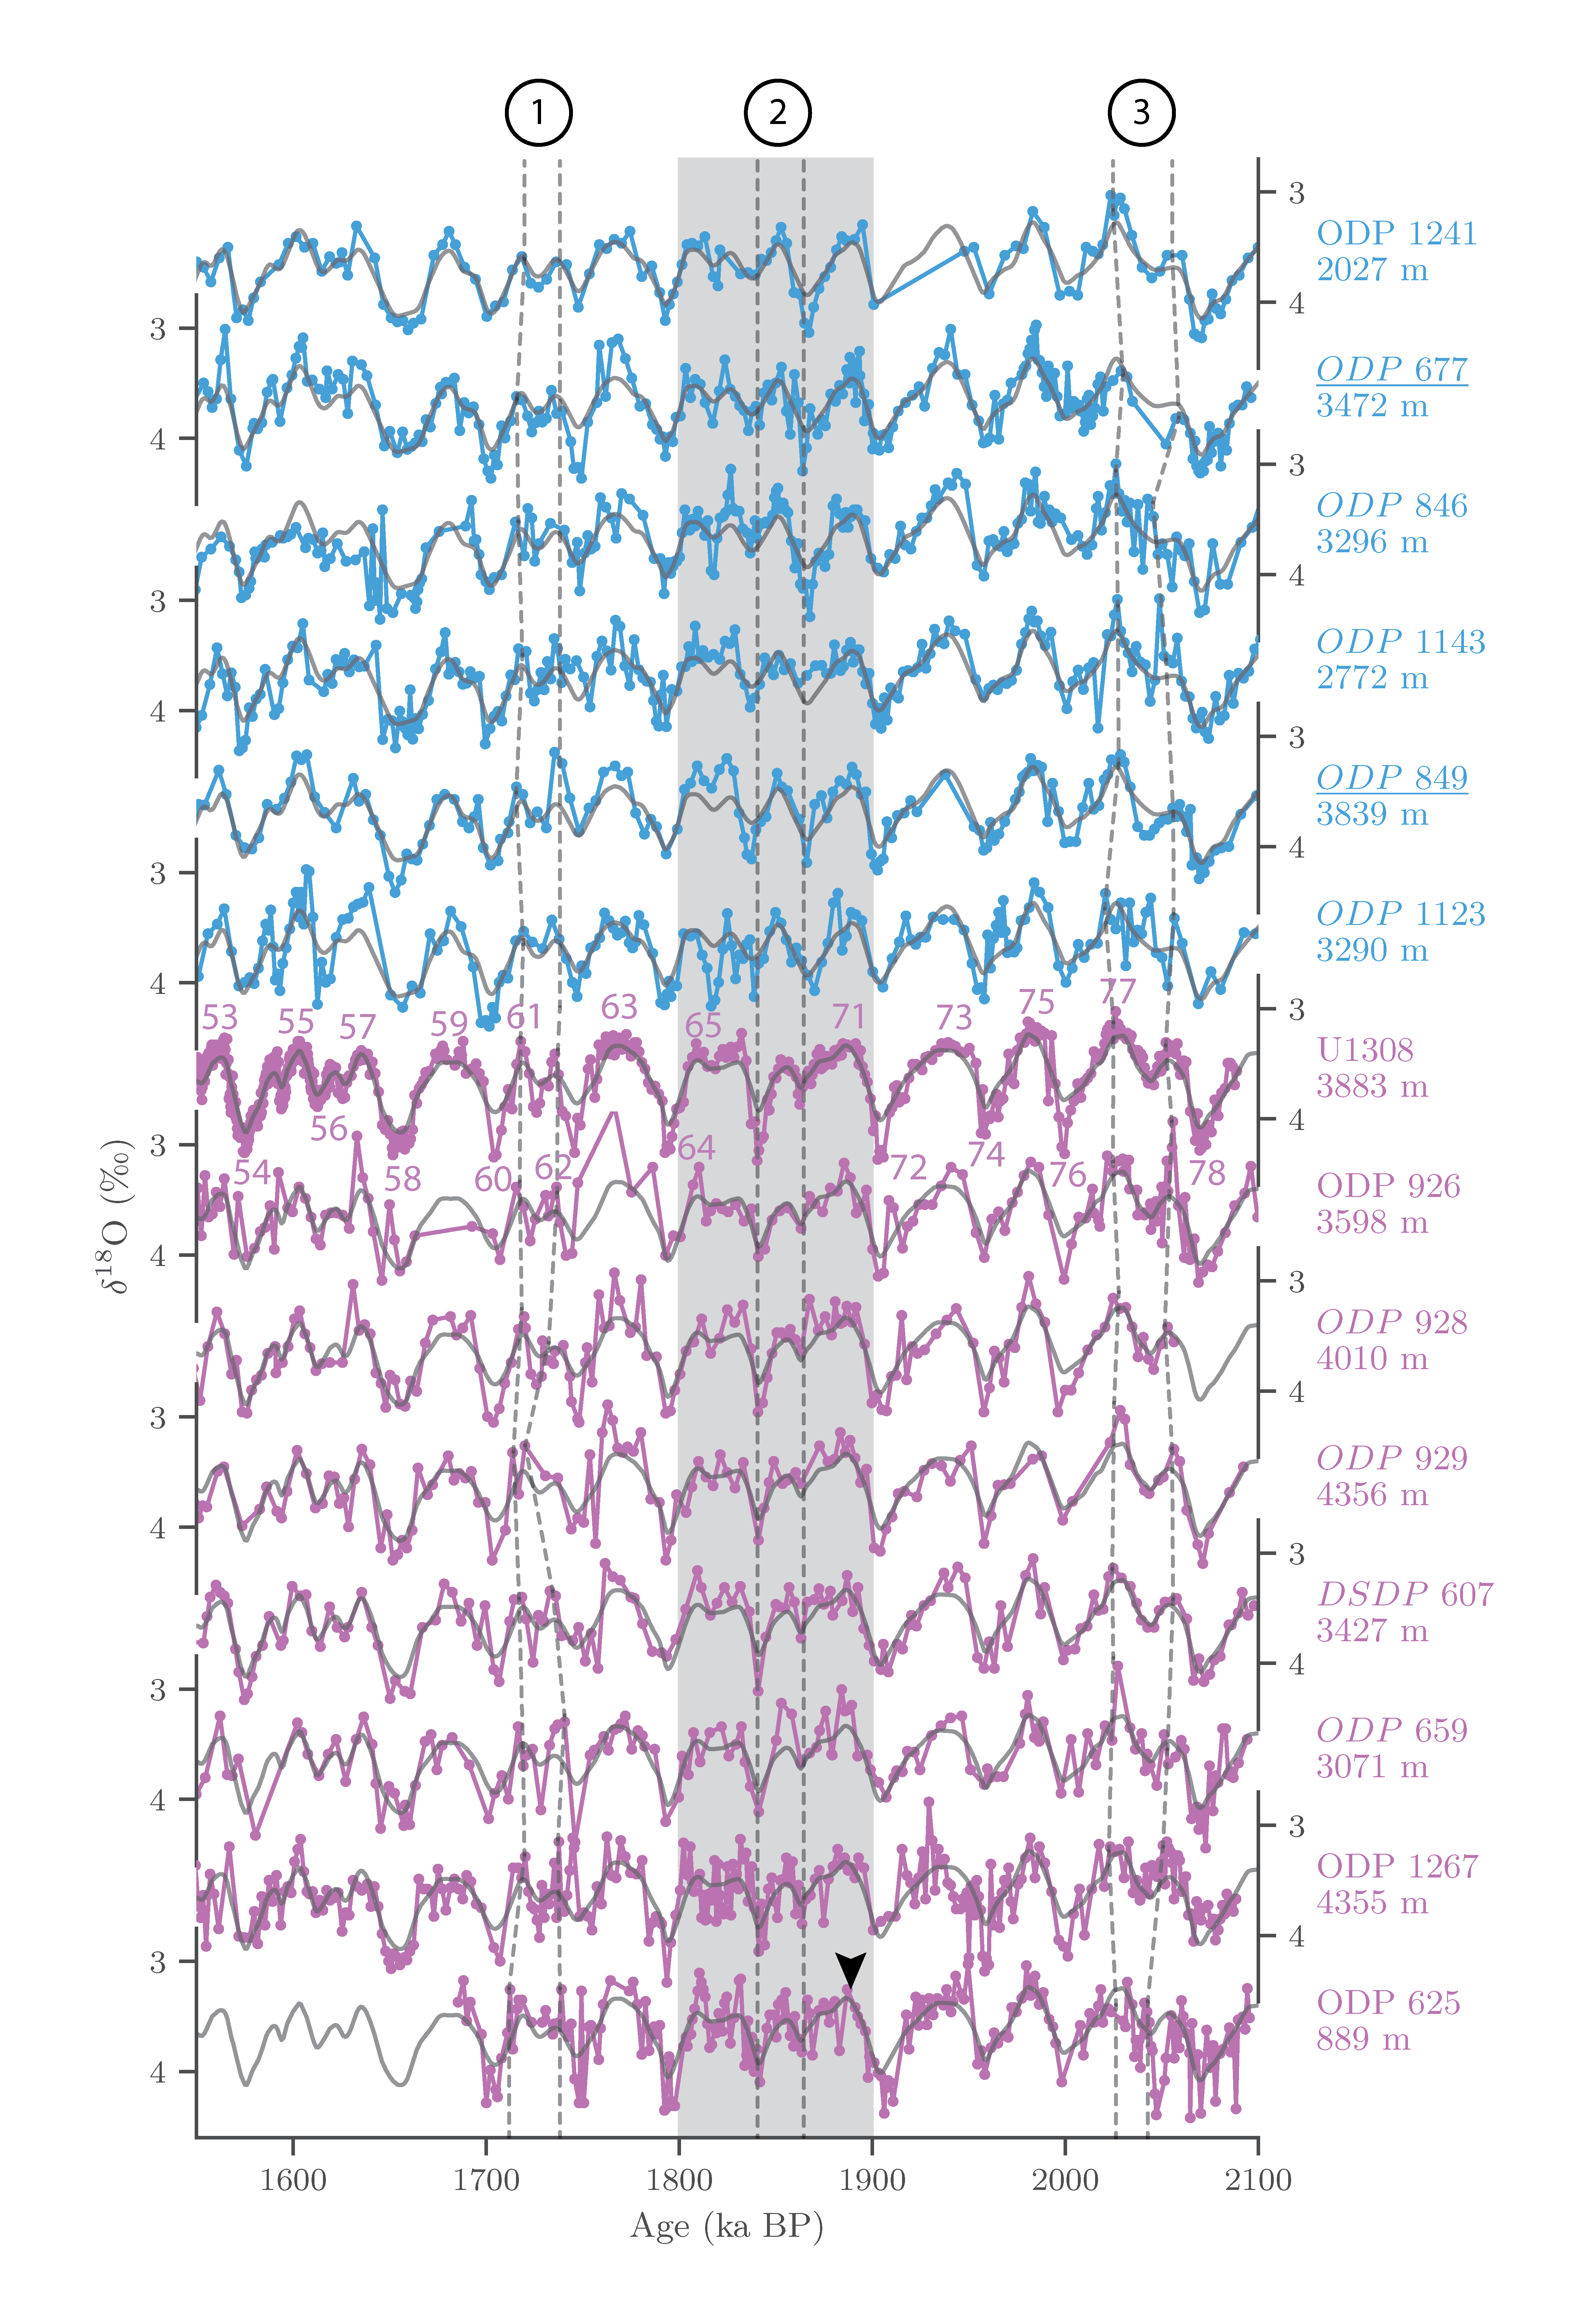 1 2 3
3
ODP 1241
2027 m
4
3
ODP 677
3472 m
4
3
ODP 846
3296 m
4
3
ODP 1143
2772 m
4
3
ODP 849
3839 m
4
3
ODP 1123
3290 m
4
53 55 57 59 61 63 65 71 73 75 77
3
U1308
3883 m
4
56
3
54 58 60 62 64 72 74 76 78
ODP 926
3598 m
4
δ18O (‰)
3
ODP 928
4010 m
4
3
ODP 929
4356 m
4
3
DSDP 607
3427 m
4
3
ODP 659
3071 m
4
3
ODP 1267
4355 m
4
3
ODP 625
889 m
4
1600 1700 1800 1900 2000 2100
Age (ka BP)